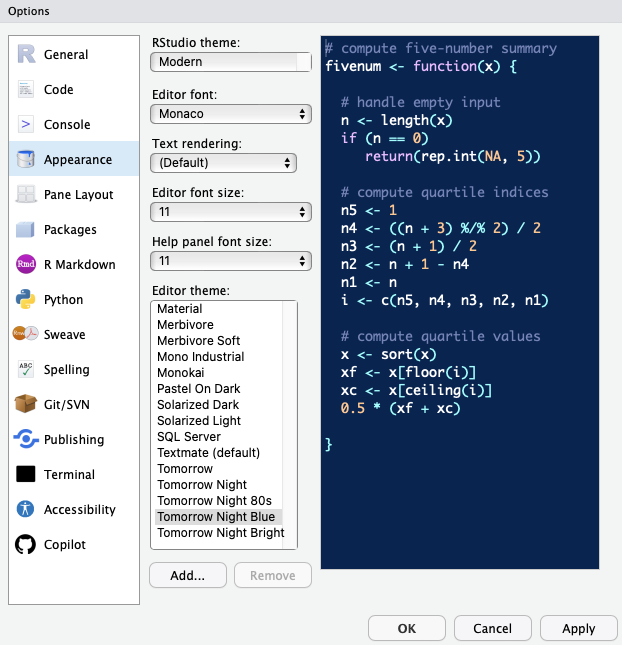 Options
General
Code
Console
Appearance
Pane Layout
Packages
Rmd R Markdown
Python
Sweave
ABC Spelling
Git/SVN
Publishing
Terminal
Accessibility
Copilot
RStudio theme:
Modern
Editor font:
Monaco
Text rendering:
(Default)
Editor font size:
11
Help panel font size:
11
Editor theme:
Material
Merbivore
Merbivore Soft
Mono Industrial
Monokai
Pastel On Dark
Solarized Dark
Solarized Light
SQL Server
Textmate (default)
Tomorrow
Tomorrow Night
Tomorrow Night 80s
Tomorrow Night Blue
Tomorrow Night Bright
Add...
Remove
# compute five-number summary
fivenum <- function(x) {
# handle empty input
n <- length(x)
if (n == 0)
return(rep.int(NA, 5))
# compute quartile indices
n5 <- 1
n4 <- ((n + 3) %/% 2) / 2
n3 <- (n + 1) / 2
n2 <- n + 1 - n4
n1 <- n
i <- c(n5, n4, n3, n2, n1)
# compute quartile values
x <- sort(x)
xf <- x[floor(i)]
xc <- x[ceiling(i)]
0.5 * (xf + xc)
}
OK
Cancel
Apply